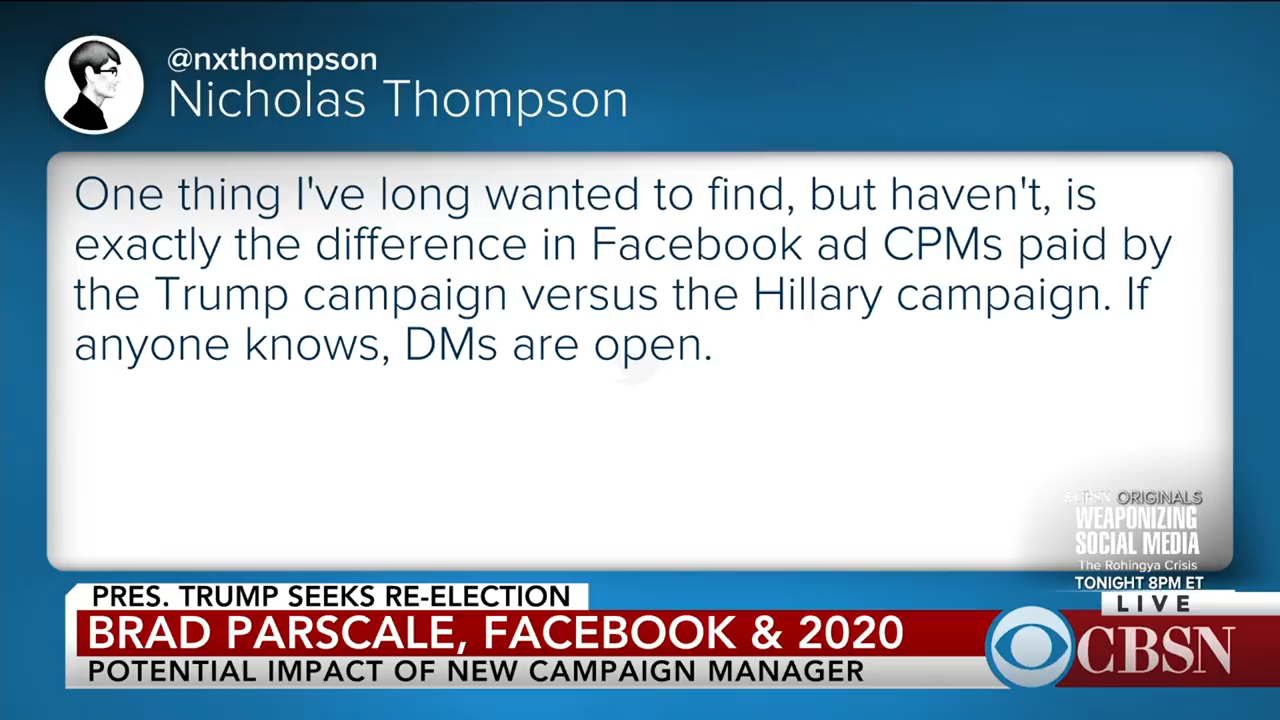 @nxthompson
Nicholas Thompson
One thing I've long wanted to find, but haven't, is
exactly the difference in Facebook ad CPMs paid by
the Trump campaign versus the Hillary campaign. If
anyone knows, DMs are open.
CBSN ORIGINALS
WEAPONIZING
SOCIAL MEDIA
The Rohingya Crisis
TONIGHT 8PM ET
PRES. TRUMP SEEKS RE-ELECTION
LIVE
BRAD PARSCALE, FACEBOOK & 2020
POTENTIAL IMPACT OF NEW CAMPAIGN MANAGER
CBSN